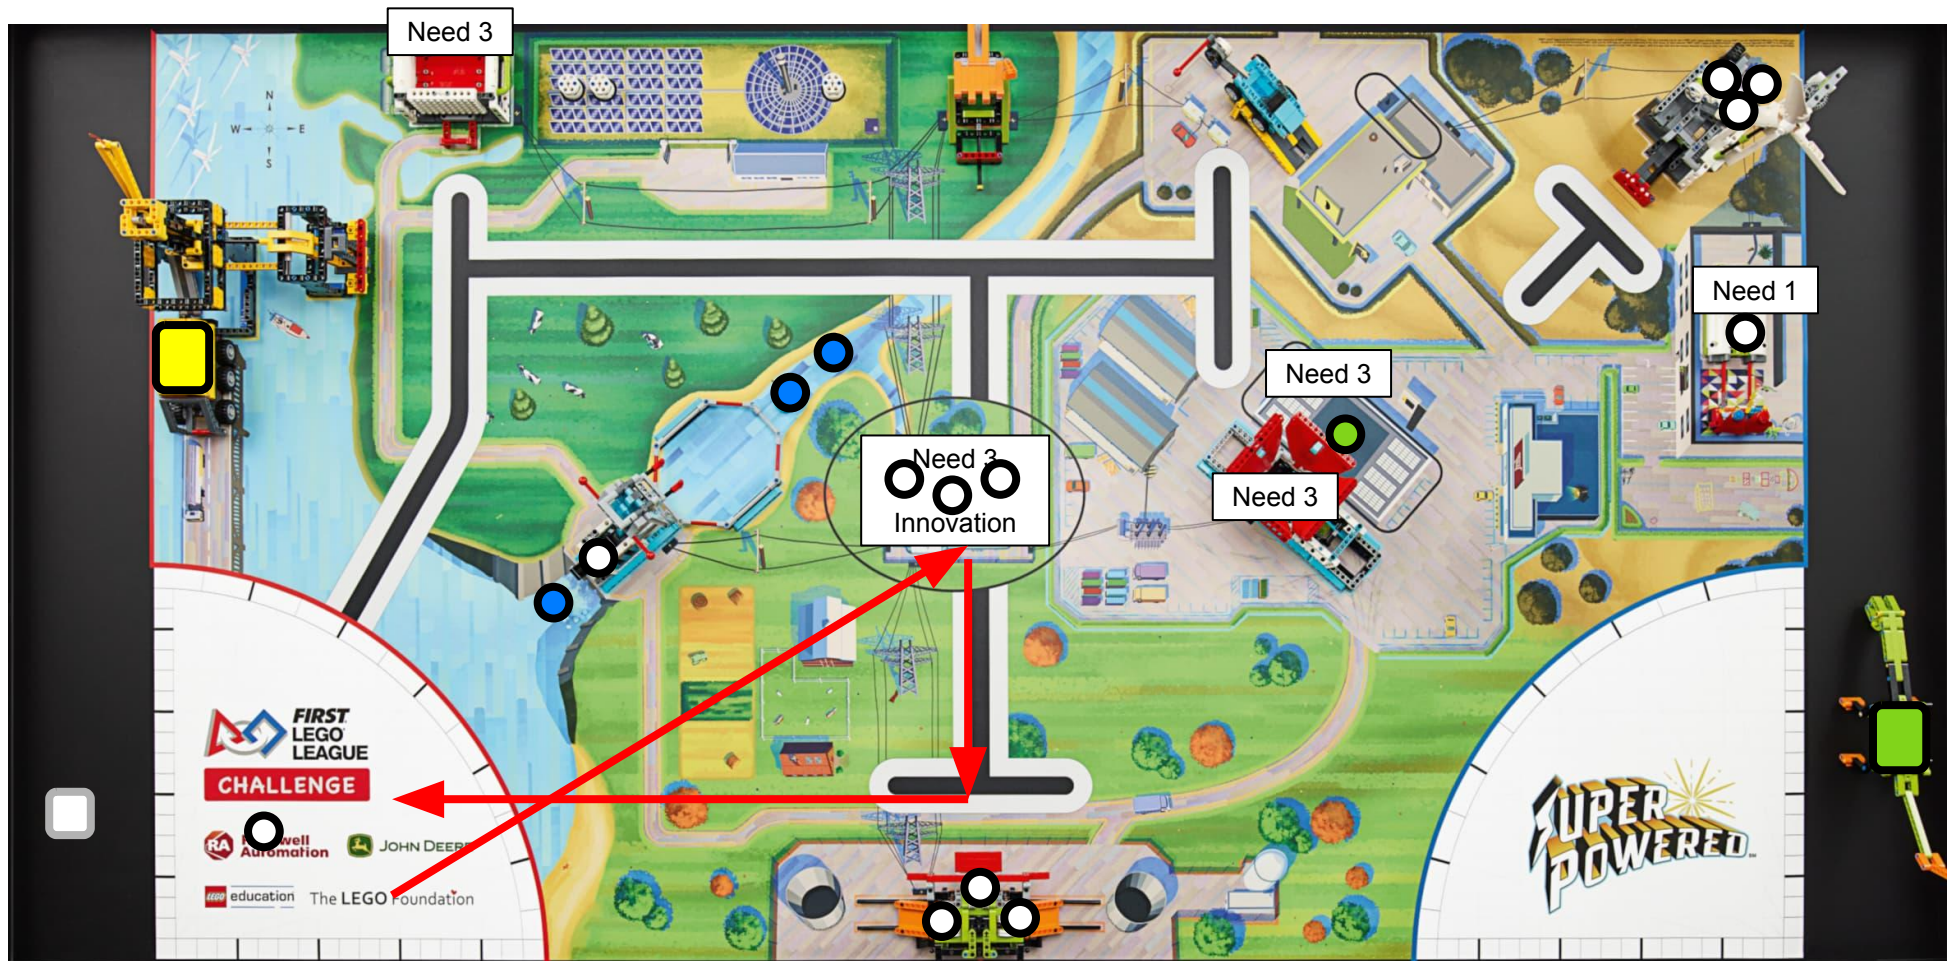 Need 3
N
W E
S
Need 1
Need 3
Need 3
Innovation
Need 3
FIRST
LEGO
LEAGUE
CHALLENGE
RA
Automation
JOHN DEERE
LEGO education
The LEGO Foundation
SUPER
POWERED